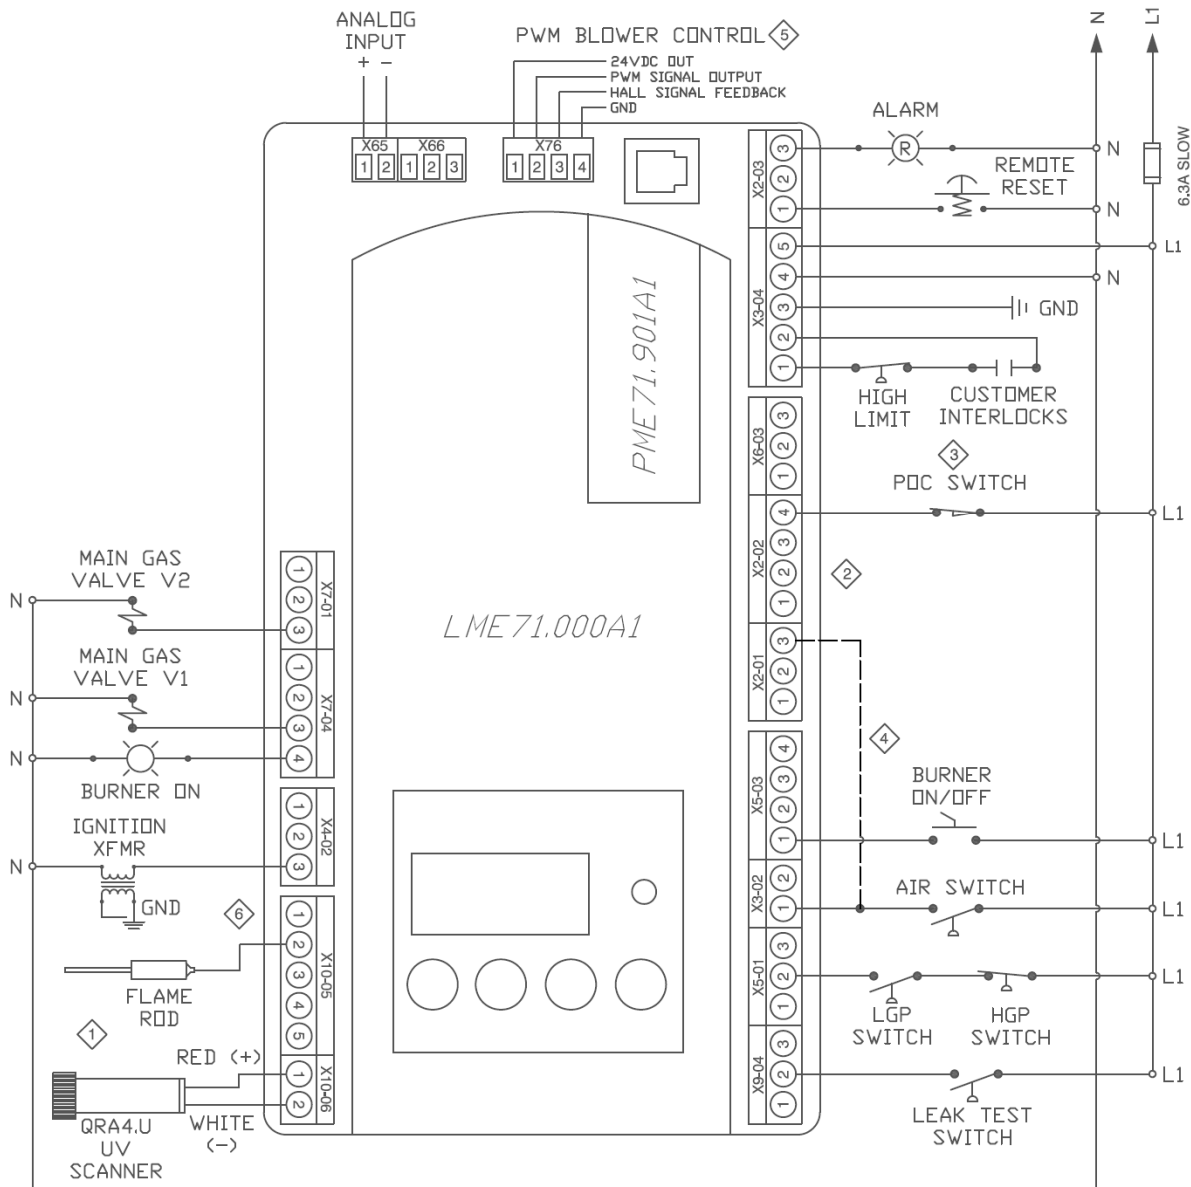 ANALOG
INPUT
+ -
PWM BLOWER CONTROL 5
24VDC OUT
PWM SIGNAL OUTPUT
HALL SIGNAL FEEDBACK
GND
N
L1
6.3A SLOW
X65
1 2
X66
1 2 3
X76
1 2 3 4
X2-03
3
2
1
ALARM
R
N
REMOTE
RESET
N
X3-04
5
4
3
2
1
L1
N
GND
HIGH
LIMIT
CUSTOMER
INTERLOCKS
X6-03
3
2
1
3
POC SWITCH
X2-02
4
3
2
1
L1
2
X2-01
3
2
1
4
X5-03
4
3
2
1
BURNER
ON/OFF
L1
X3-02
2
1
AIR SWITCH
L1
X5-01
3
2
1
L1
LGP
SWITCH
HGP
SWITCH
X9-04
3
2
1
L1
LEAK TEST
SWITCH
PME71.901A1
LME71.000A1
MAIN GAS
VALVE V2
N
1
2
3
X7-01
MAIN GAS
VALVE V1
N
1
2
3
4
X7-04
N
BURNER ON
IGNITION
XFMR
N
GND
1
2
3
X4-02
6
1
2
3
4
5
X10-05
FLAME
ROD
1
RED (+)
1
2
X10-06
WHITE
(-)
QRA4.U
UV
SCANNER